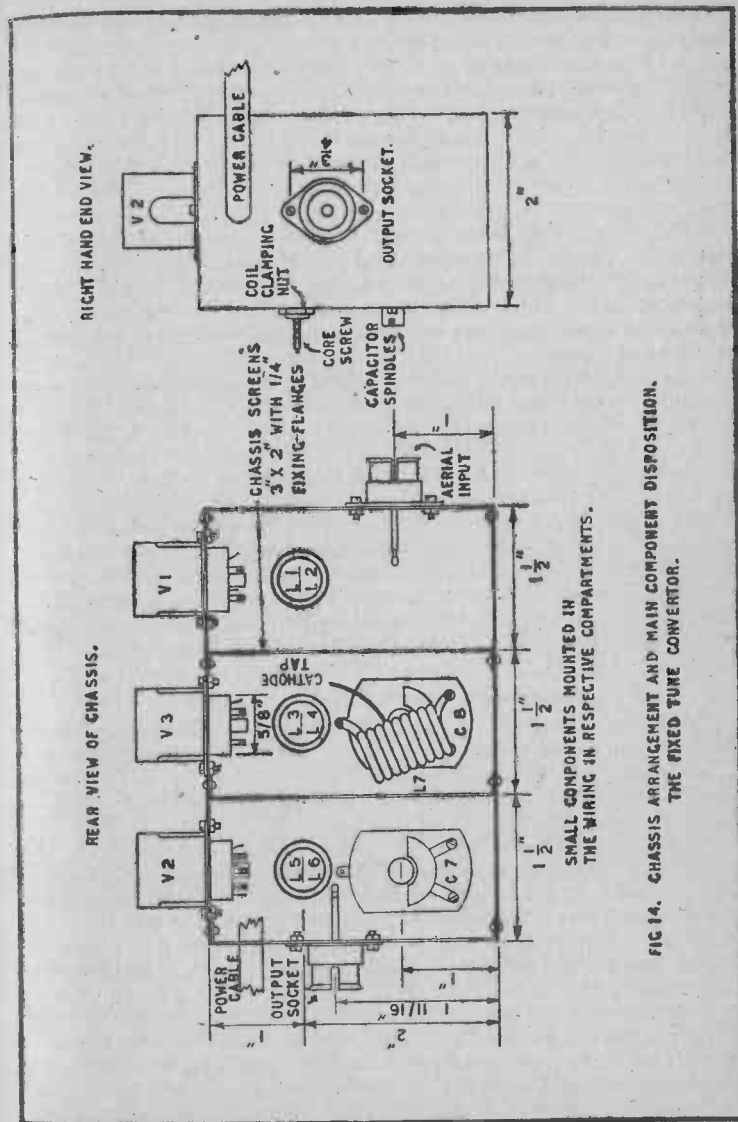 REAR VIEW OF CHASSIS.
RIGHT HAND END VIEW.
V2
V3
V1
V 2
POWER CABLE
POWER
CABLE
OUTPUT
SOCKET
1"
2"
1 11/16"
1"
L5
L6
C7
5/8"
L3
L4
CATHODE
TAP
L7
C8
L1
L2
CHASSIS SCREENS
3" X 2" WITH 1/4"
FIXING-FLANGES
COIL
CLAMPING
NUT
CORE
SCREW
CAPACITOR
SPINDLES
AERIAL
INPUT
1"
OUTPUT SOCKET.
2"
1 1/2"
1 1/2"
1 1/2"
SMALL COMPONENTS MOUNTED IN
THE WIRING IN RESPECTIVE COMPARTMENTS.
FIG 14. CHASSIS ARRANGEMENT AND MAIN COMPONENT DISPOSITION.
THE FIXED TUNE CONVERTOR.